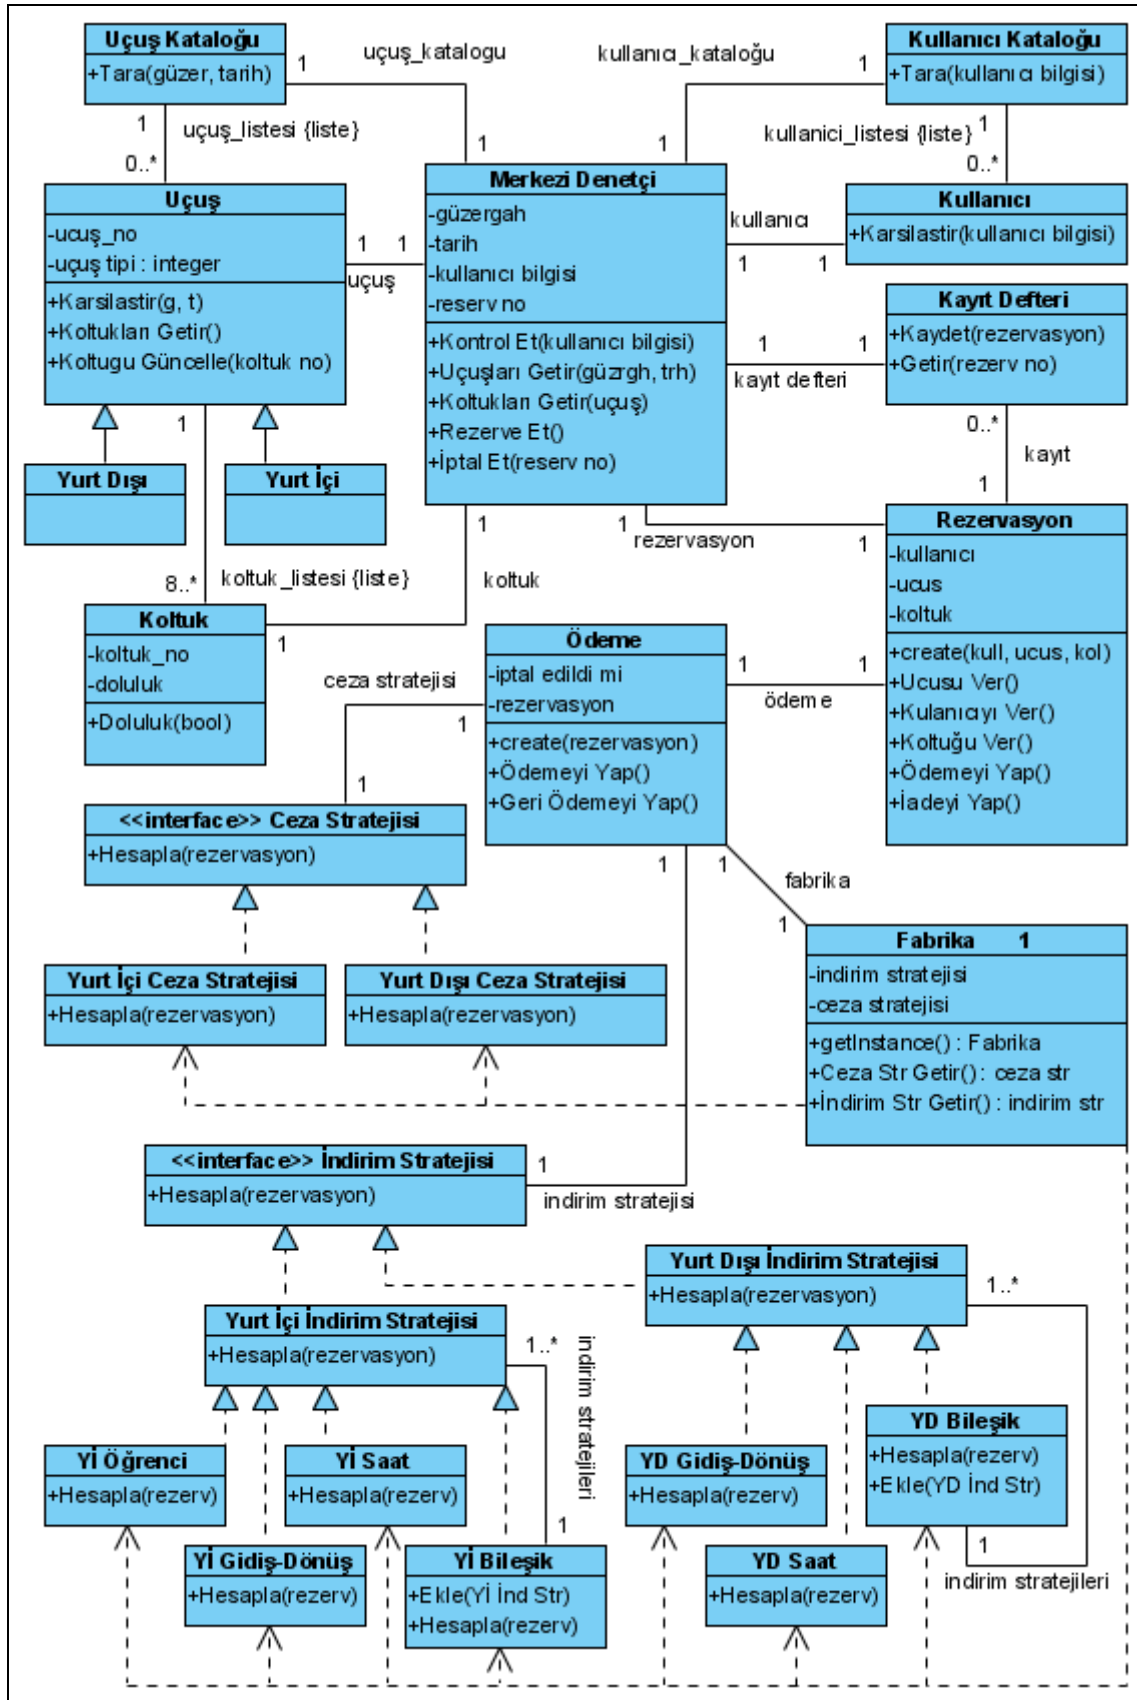 Uçuş Kataloğu
+Tara(güzer, tarih)
1
uçuş_katalogu
1
kullanıcı_kataloğu
1
1
Kullanıcı Kataloğu
+Tara(kullanıcı bilgisi)
1
uçuş_listesi {liste}
0..*
kullanici_listesi {liste}
1
0..*
Uçuş
-ucuş_no
-uçuş tipi : integer
+Karsilastir(g, t)
+Koltukları Getir()
+Koltugu Güncelle(koltuk no)
1
1
uçuş
Merkezi Denetçi
-güzergah
-tarih
-kullanıcı bilgisi
-reserv no
+Kontrol Et(kullanıcı bilgisi)
+Uçuşları Getir(güzrgh, trh)
+Koltukları Getir(uçuş)
+Rezerve Et()
+İptal Et(reserv no)
kullanıcı
1
1
Kullanıcı
+Karsilastir(kullanıcı bilgisi)
1
1
kayıt defteri
Kayıt Defteri
+Kaydet(rezervasyon)
+Getir(rezerv no)
0..*
kayıt
1
Yurt Dışı
Yurt İçi
1
8..*
koltuk_listesi {liste}
1
koltuk
1
1
rezervasyon
1
Rezervasyon
-kullanıcı
-ucus
-koltuk
+create(kull, ucus, kol)
+Ucusu Ver()
+Kulanıcıyı Ver()
+Koltuğu Ver()
+Ödemeyi Yap()
+İadeyi Yap()
Koltuk
-koltuk_no
-doluluk
+Doluluk(bool)
Ödeme
-iptal edildi mi
-rezervasyon
+create(rezervasyon)
+Ödemeyi Yap()
+Geri Ödemeyi Yap()
1
1
ödeme
ceza stratejisi
1
1
<<interface>> Ceza Stratejisi
+Hesapla(rezervasyon)
1
1
fabrika
1
Yurt İçi Ceza Stratejisi
+Hesapla(rezervasyon)
Yurt Dışı Ceza Stratejisi
+Hesapla(rezervasyon)
Fabrika 1
-indirim stratejisi
-ceza stratejisi
+getInstance() : Fabrika
+Ceza Str Getir() : ceza str
+İndirim Str Getir() : indirim str
<<interface>> İndirim Stratejisi
+Hesapla(rezervasyon)
1
indirim stratejisi
Yurt Dışı İndirim Stratejisi
+Hesapla(rezervasyon)
1..*
Yurt İçi İndirim Stratejisi
+Hesapla(rezervasyon)
1..*
indirim stratejileri
1
Yİ Öğrenci
+Hesapla(rezerv)
Yİ Saat
+Hesapla(rezerv)
YD Gidiş-Dönüş
+Hesapla(rezerv)
YD Bileşik
+Hesapla(rezerv)
+Ekle(YD İnd Str)
1
indirim stratejileri
Yİ Gidiş-Dönüş
+Hesapla(rezerv)
Yİ Bileşik
+Ekle(Yİ İnd Str)
+Hesapla(rezerv)
YD Saat
+Hesapla(rezerv)